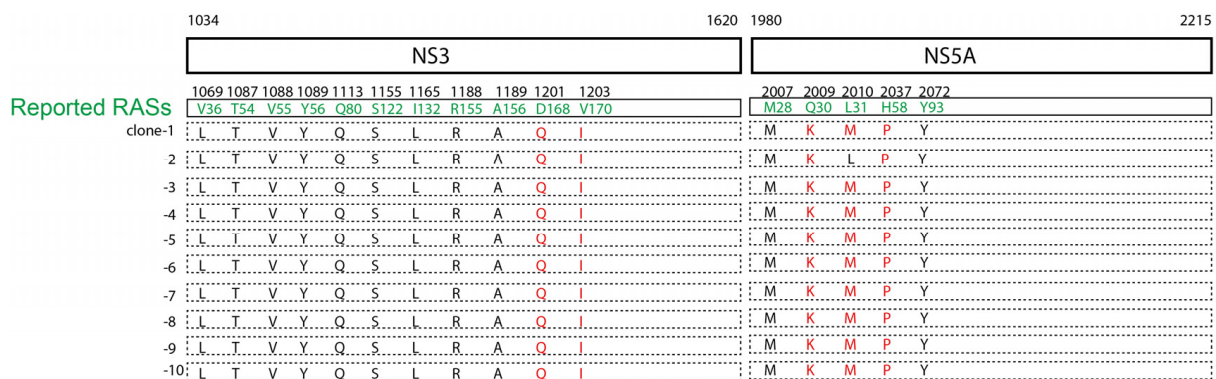 1034 1620 1980 2215
NS3 NS5A
1069 1087 1088 1089 1113 1155 1165 1188 1189 1201 1203 2007 2009 2010 2037 2072
Reported RASs V36 T54 V55 Y56 Q80 S122 I132 R155 A156 D168 V170 M28 Q30 L31 H58 Y93
clone-1 L T V Y Q S L R A Q I M K M P Y
-2 L T V Y Q S L R A Q I M K L P Y
-3 L T V Y Q S L R A Q I M K M P Y
-4 L T V Y Q S L R A Q I M K M P Y
-5 L T V Y Q S L R A Q I M K M P Y
-6 L T V Y Q S L R A Q I M K M P Y
-7 L T V Y Q S L R A Q I M K M P Y
-8 L T V Y Q S L R A Q I M K M P Y
-9 L T V Y Q S L R A Q I M K M P Y
-10 L T V Y Q S L R A Q I M K M P Y